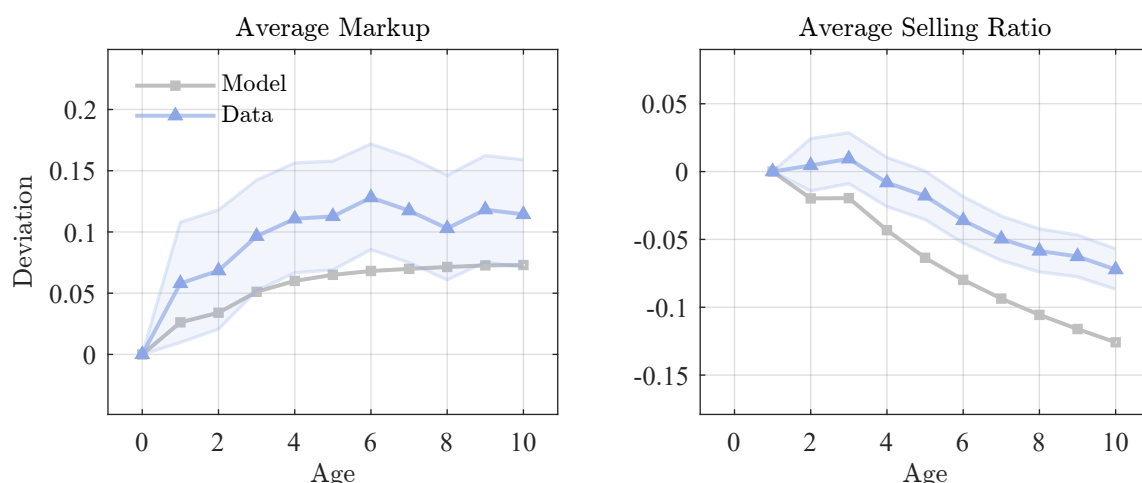 Average Markup
Model
Data
Deviation
0.2
0.15
0.1
0.05
0
0 2 4 6 8 10
Age
Average Selling Ratio
0.05
0
-0.05
-0.1
-0.15
0 2 4 6 8 10
Age